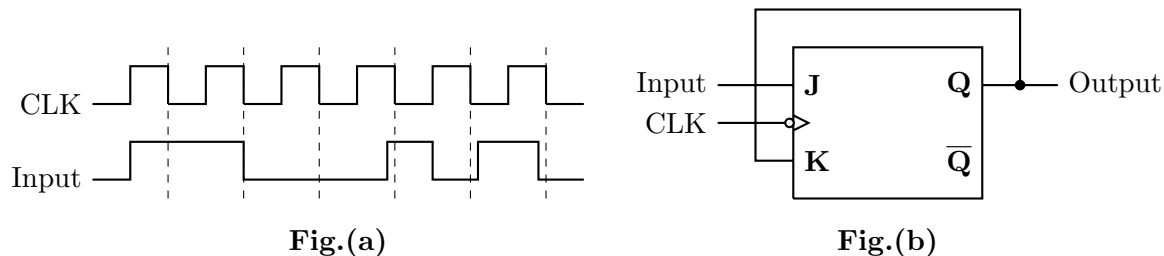 CLK
Input
Fig.(a)
Input
CLK
J
K
Q
Q̅
Output
Fig.(b)